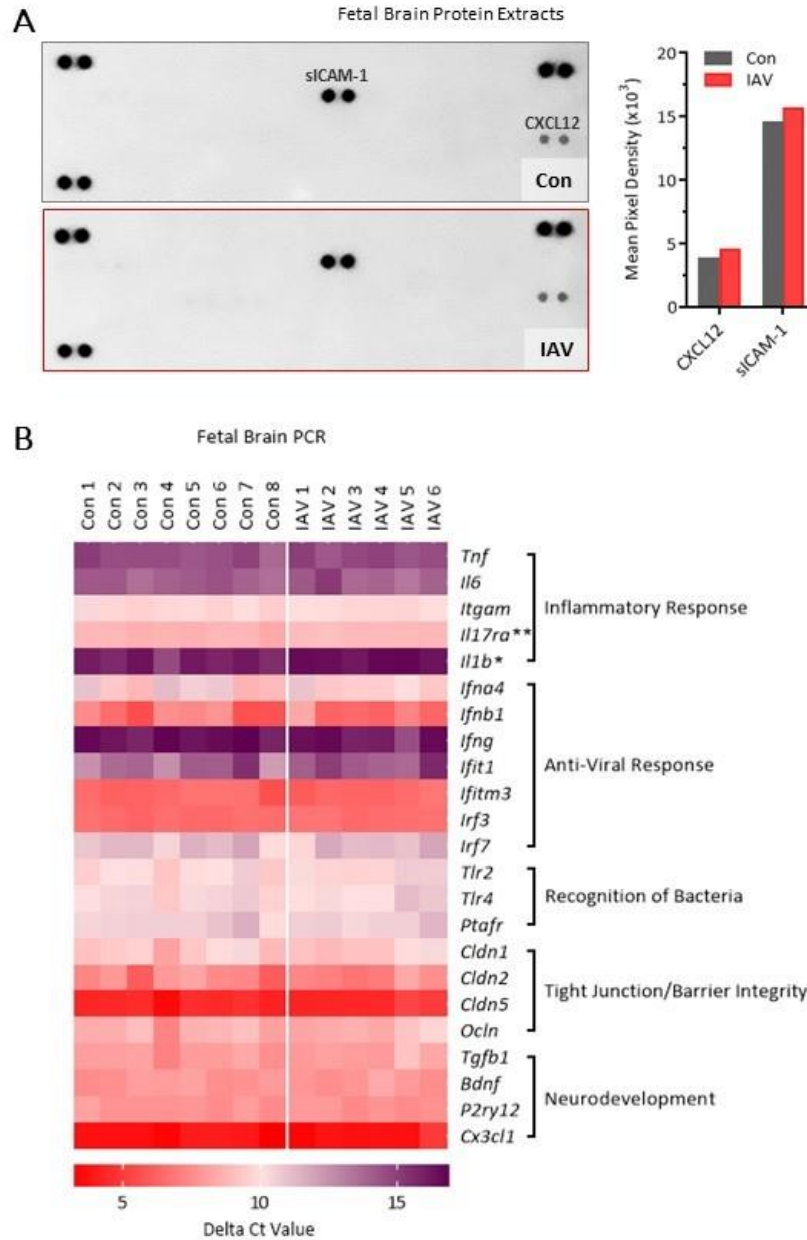 A
Fetal Brain Protein Extracts
sICAM-1
CXCL12
Con
IAV
Mean Pixel Density (x10³)
20
15
10
5
0
Con
IAV
CXCL12
sICAM-1
B
Fetal Brain PCR
Con 1
Con 2
Con 3
Con 4
Con 5
Con 6
Con 7
Con 8
IAV 1
IAV 2
IAV 3
IAV 4
IAV 5
IAV 6
Tnf
Il6
Itgam
Il17ra**
Il1b*
Inflammatory Response
Ifna4
Ifnb1
Ifng
Ifit1
Ifitm3
Irf3
Irf7
Anti-Viral Response
Tlr2
Tlr4
Ptafr
Recognition of Bacteria
Cldn1
Cldn2
Cldn5
Ocln
Tight Junction/Barrier Integrity
Tgfb1
Bdnf
P2ry12
Cx3cl1
Neurodevelopment
5
10
15
Delta Ct Value